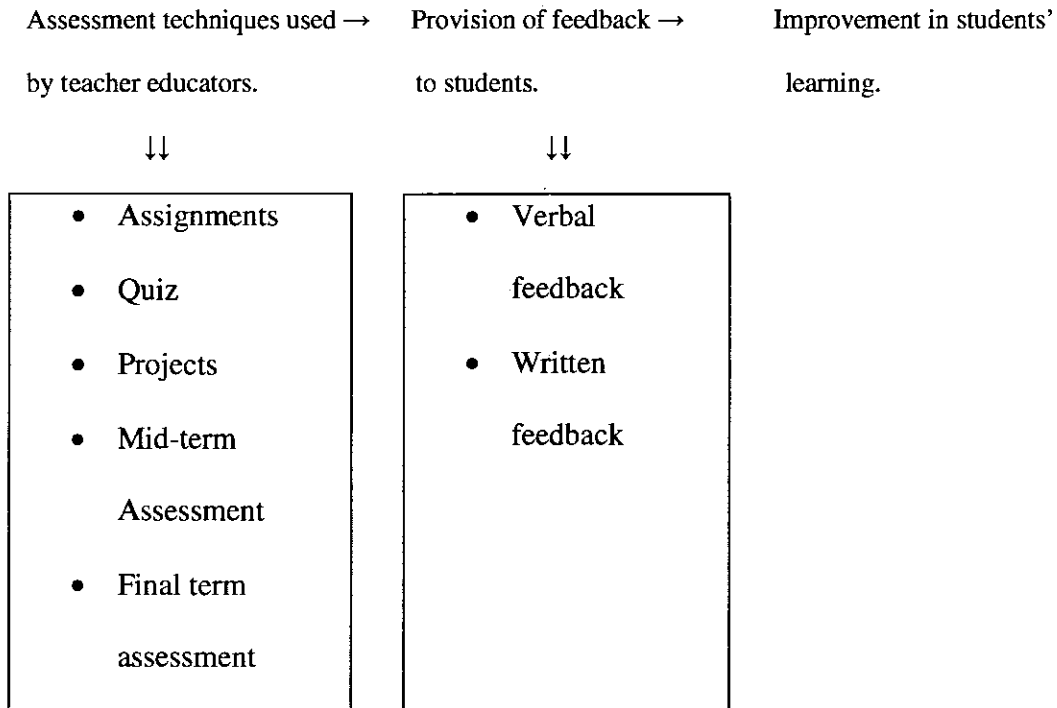 Assessment techniques used → Provision of feedback → Improvement in students’
by teacher educators. to students. learning.
↓↓ ↓↓
• Assignments
• Quiz
• Projects
• Mid-term
Assessment
• Final term
assessment
• Verbal
feedback
• Written
feedback